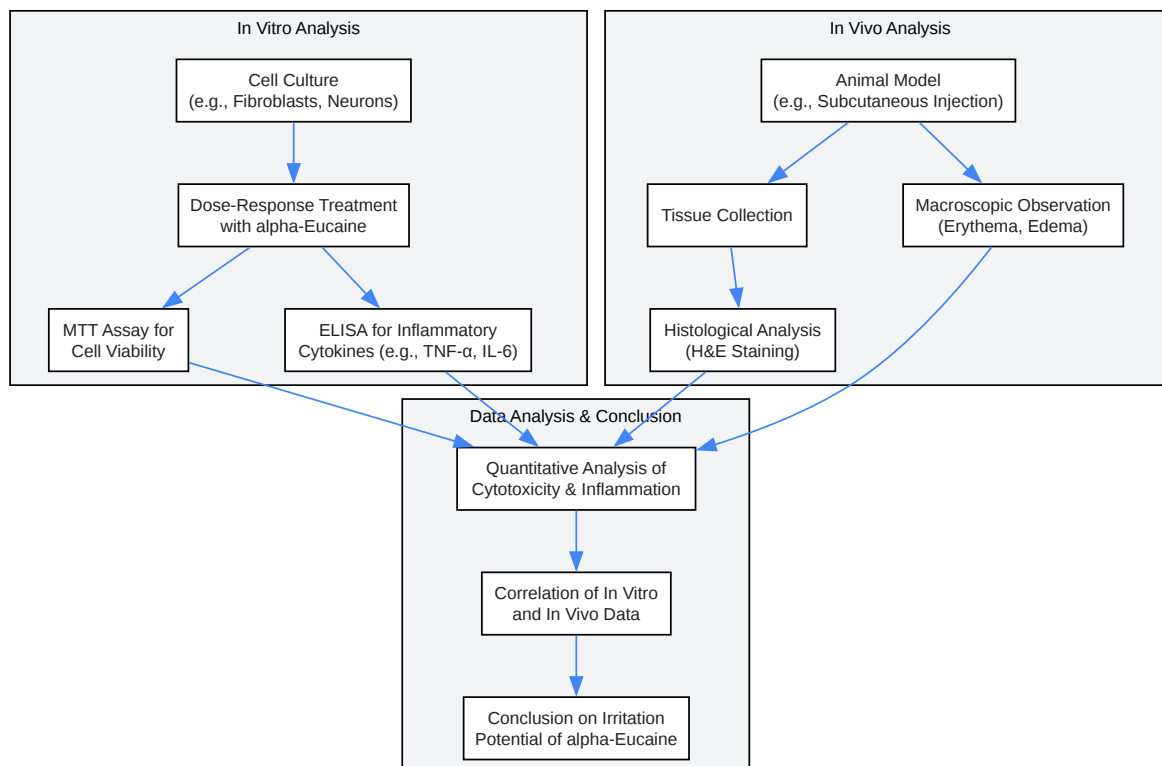 In Vitro Analysis
Cell Culture
(e.g., Fibroblasts, Neurons)
Dose-Response Treatment
with alpha-Eucaine
MTT Assay for
Cell Viability
ELISA for Inflammatory
Cytokines (e.g., TNF-α, IL-6)
In Vivo Analysis
Animal Model
(e.g., Subcutaneous Injection)
Tissue Collection
Macroscopic Observation
(Erythema, Edema)
Histological Analysis
(H&E Staining)
Data Analysis & Conclusion
Quantitative Analysis of
Cytotoxicity & Inflammation
Correlation of In Vitro
and In Vivo Data
Conclusion on Irritation
Potential of alpha-Eucaine